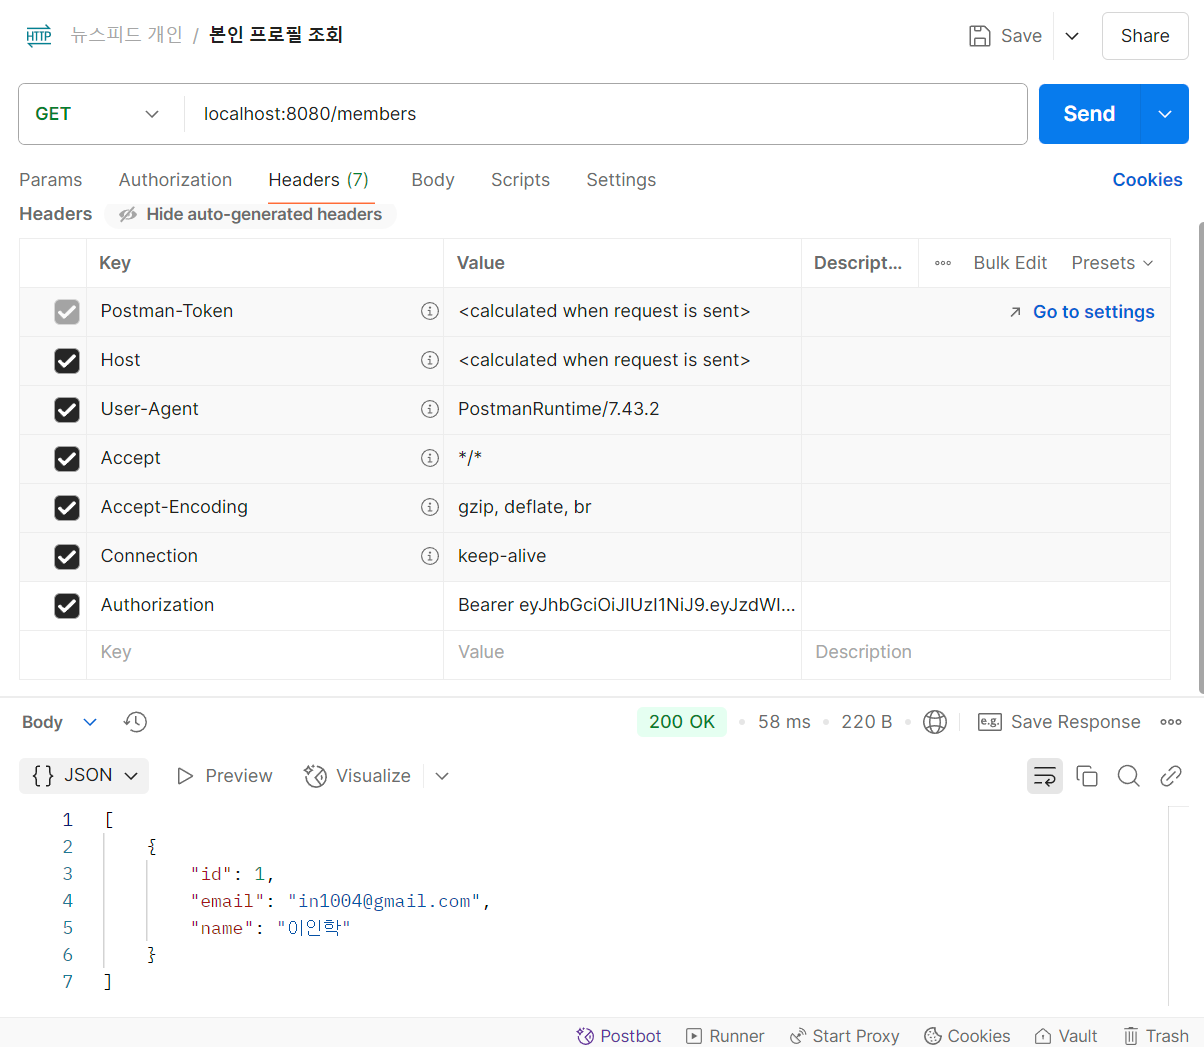 HTTP 뉴스피드 개인 / 본인 프로필 조회 Save Share
GET localhost:8080/members Send
Params Authorization Headers (7) Body Scripts Settings Cookies
Headers Hide auto-generated headers
Key Value Descript... Bulk Edit Presets
Postman-Token <calculated when request is sent> Go to settings
Host <calculated when request is sent>
User-Agent PostmanRuntime/7.43.2
Accept */*
Accept-Encoding gzip, deflate, br
Connection keep-alive
Authorization Bearer eyJhbGciOiJIUzI1NiJ9.eyJzdWI...
Key Value Description
Body 200 OK 58 ms 220 B e.g. Save Response
{} JSON Preview Visualize
1 [
2 {
3 "id": 1,
4 "email": "in1004@gmail.com",
5 "name": "이인학"
6 }
7 ]
Postbot Runner Start Proxy Cookies Vault Trash